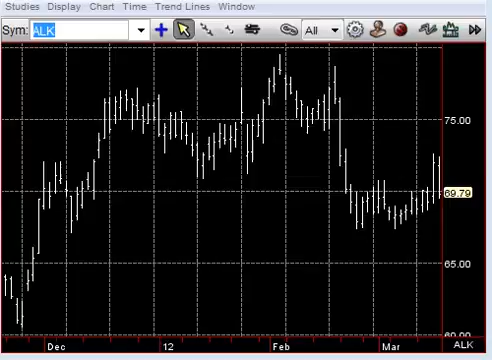 Studies Display Chart Time Trend Lines Window
Sym: ALK All
75.00
69.79
65.00
60.00
Dec 12 Feb Mar ALK